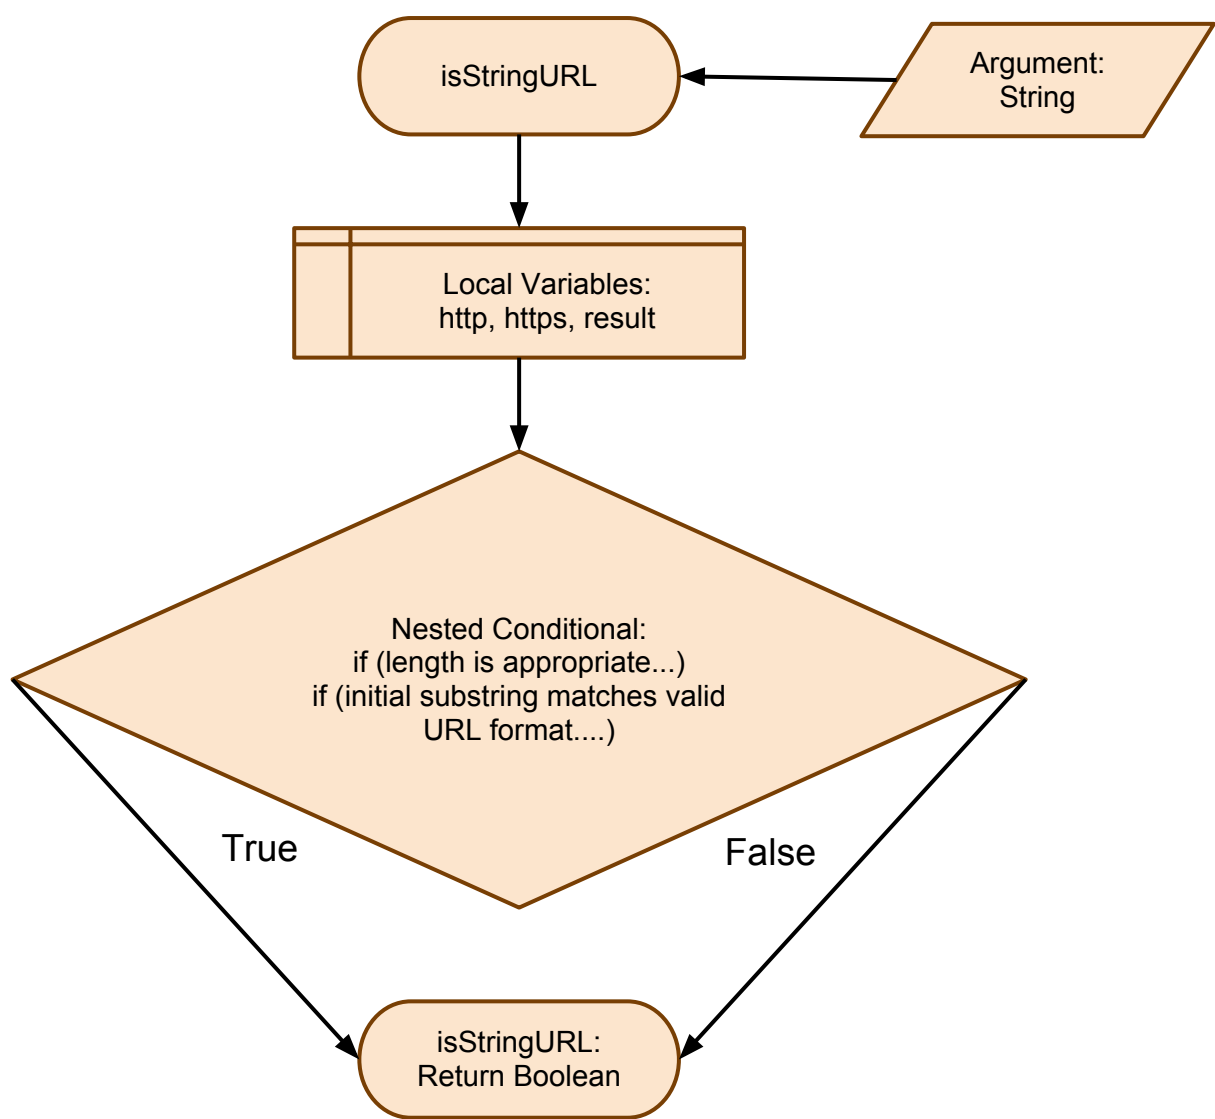 isStringURL
Argument:
String
Local Variables:
http, https, result
Nested Conditional:
if (length is appropriate...)
if (initial substring matches valid
URL format....)
True
False
isStringURL:
Return Boolean